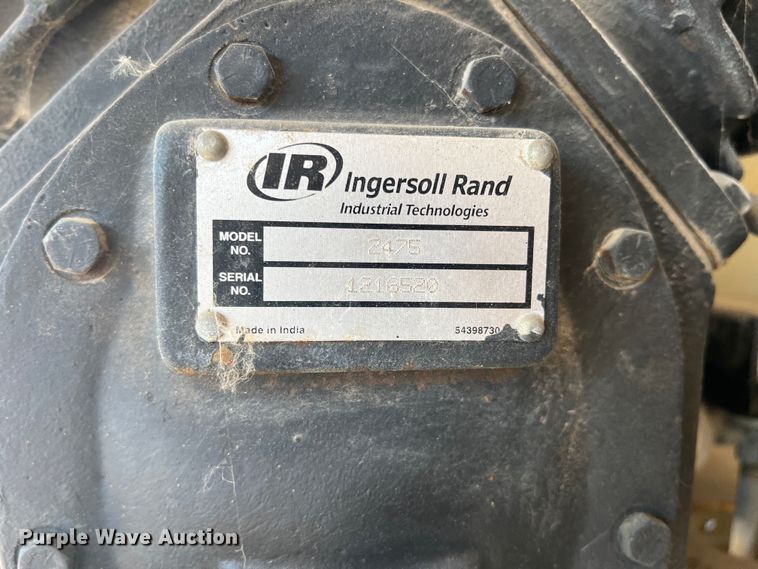 IR Ingersoll Rand
Industrial Technologies
MODEL NO. 2475
SERIAL NO. 1216520
Made in India 54398730
Purple Wave Auction